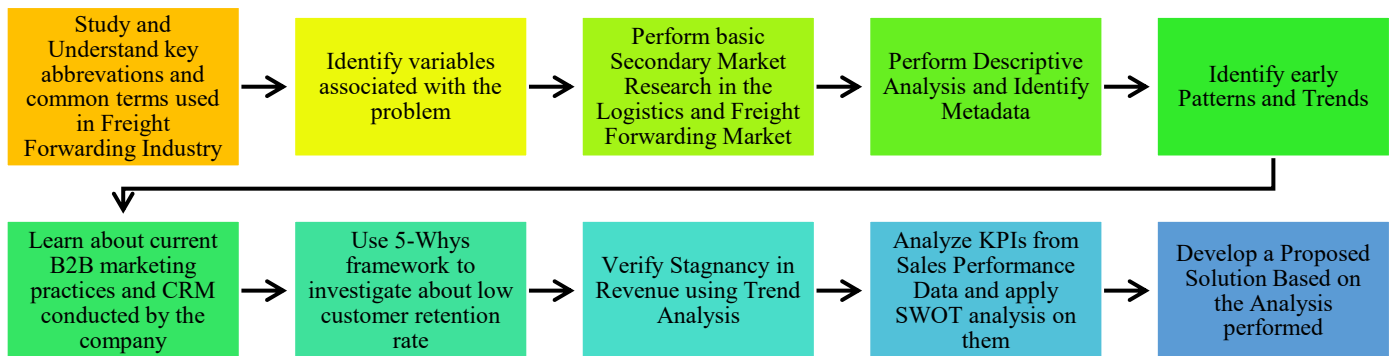 Study and
Understand key
abbrevations and
common terms used
in Freight
Forwarding Industry
Identify variables
associated with the
problem
Perform basic
Secondary Market
Research in the
Logistics and Freight
Forwarding Market
Perform Descriptive
Analysis and Identify
Metadata
Identify early
Patterns and Trends
Learn about current
B2B marketing
practices and CRM
conducted by the
company
Use 5-Whys
framework to
investigate about low
customer retention
rate
Verify Stagnancy in
Revenue using Trend
Analysis
Analyze KPIs from
Sales Performance
Data and apply
SWOT analysis on
them
Develop a Proposed
Solution Based on
the Analysis
performed